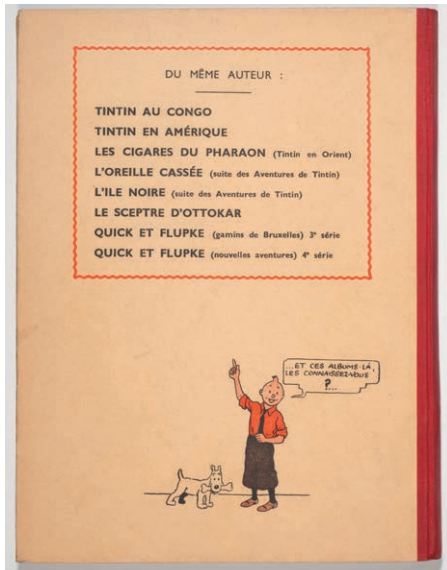 DU MÊME AUTEUR :
TINTIN AU CONGO
TINTIN EN AMÉRIQUE
LES CIGARES DU PHARAON (Tintin en Orient)
L'OREILLE CASSÉE (suite des Aventures de Tintin)
L'ILE NOIRE (suite des Aventures de Tintin)
LE SCEPTRE D'OTTOKAR
QUICK ET FLUPKE (gamins de Bruxelles) 3e série
QUICK ET FLUPKE (nouvelles aventures) 4e série
...ET CES ALBUMS-LÀ,
LES CONNAISSEZ-VOUS
?...